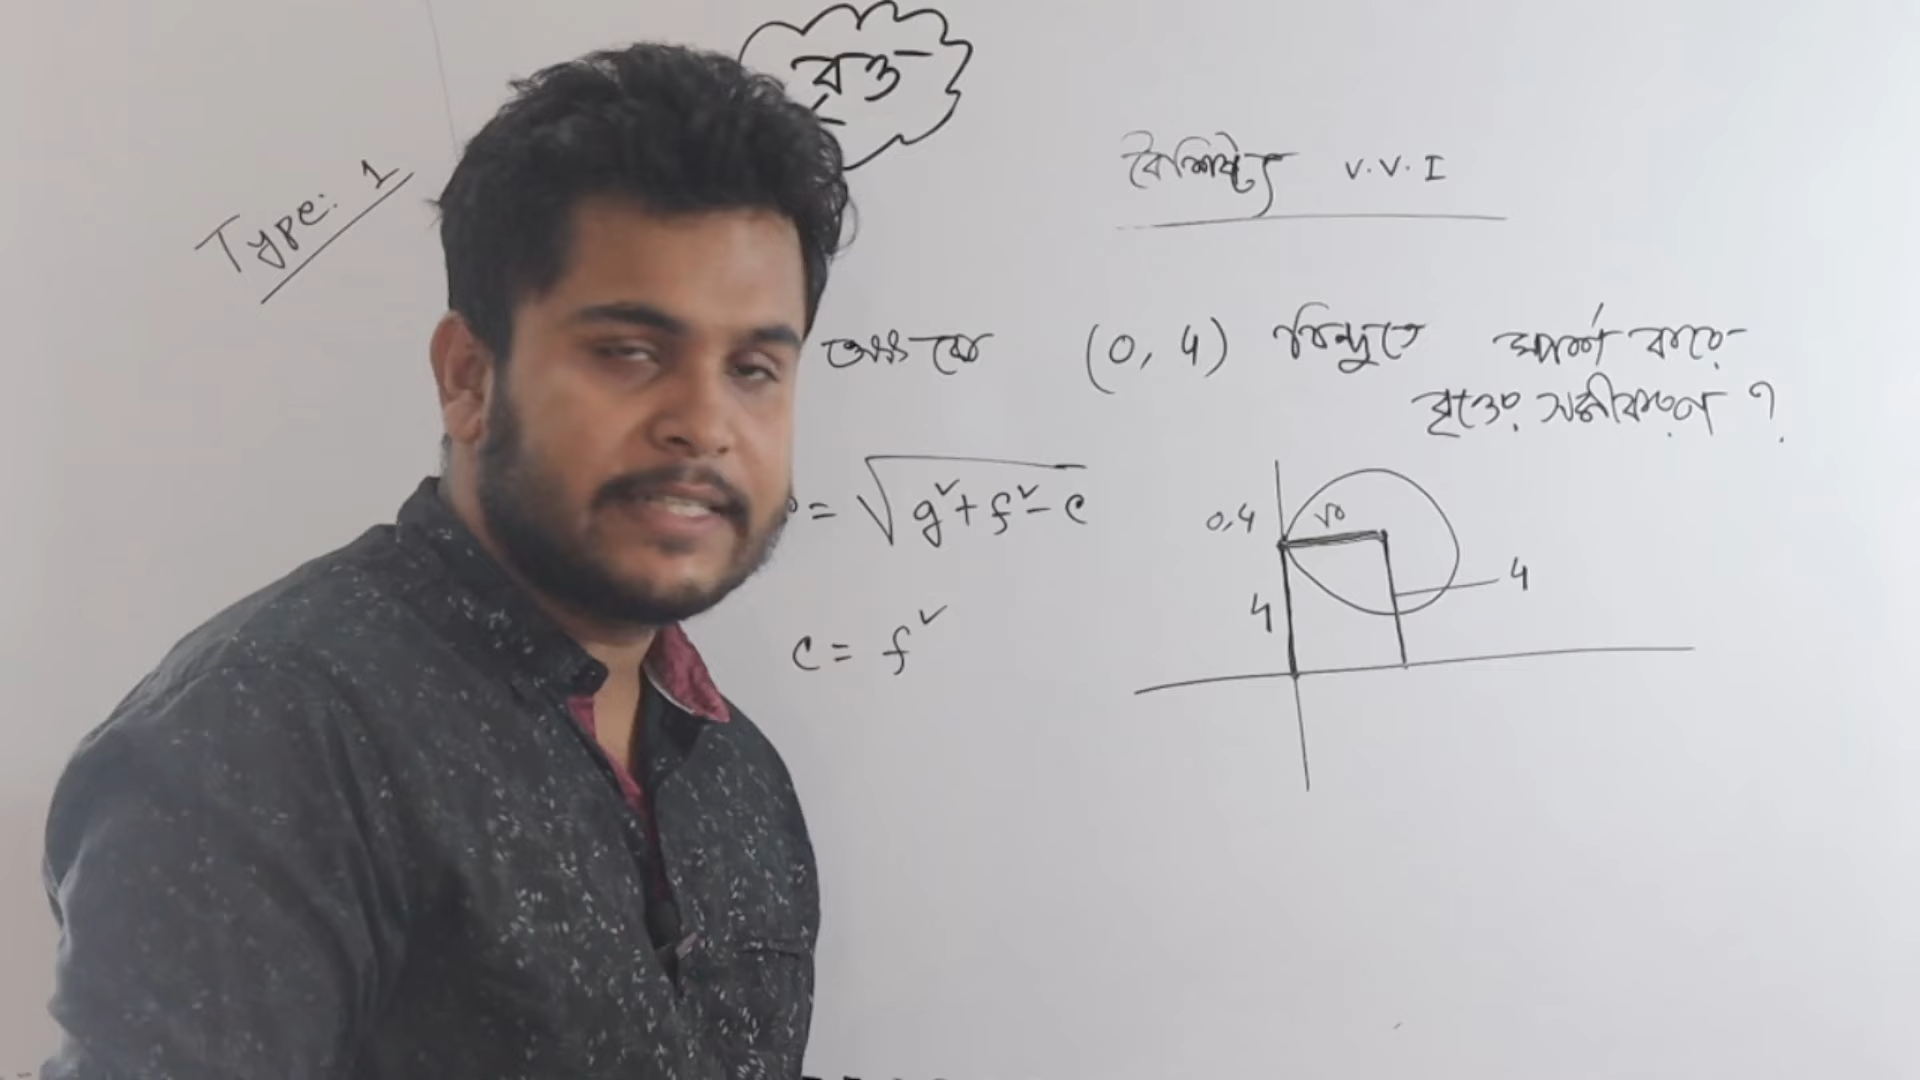 বৃত্ত
Type: 1
বৈশিষ্ট্য V.V.I
অক্ষকে (0, 4) বিন্দুতে স্পর্শ করে
বৃত্তের সমীকরণ ?
= √g²+f²-c
c = f²
0,4
4
4